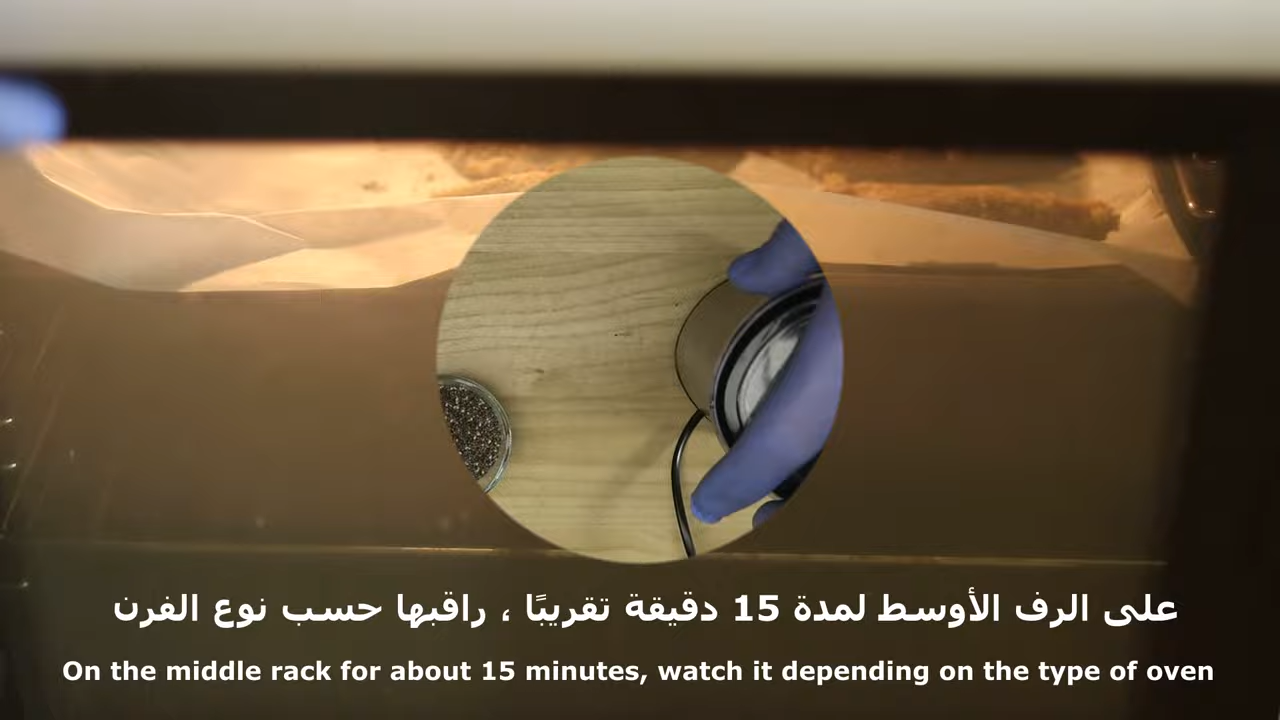 على الرف الأوسط لمدة 15 دقيقة تقريبًا ، راقبها حسب نوع الفرن
On the middle rack for about 15 minutes, watch it depending on the type of oven